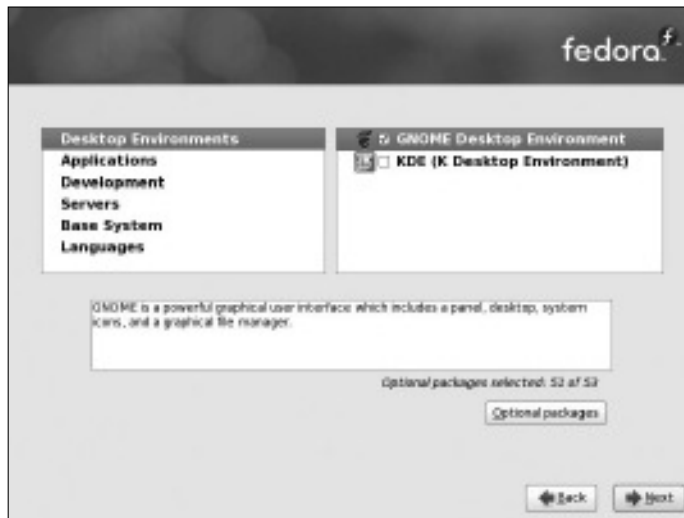 fedora
Desktop Environments
Applications
Development
Servers
Base System
Languages
GNOME Desktop Environment
KDE (K Desktop Environment)
GNOME is a powerful graphical user interface which includes a panel, desktop, system
icons, and a graphical file manager.
Optional packages selected: 51 of 53
Optional packages
Back
Next